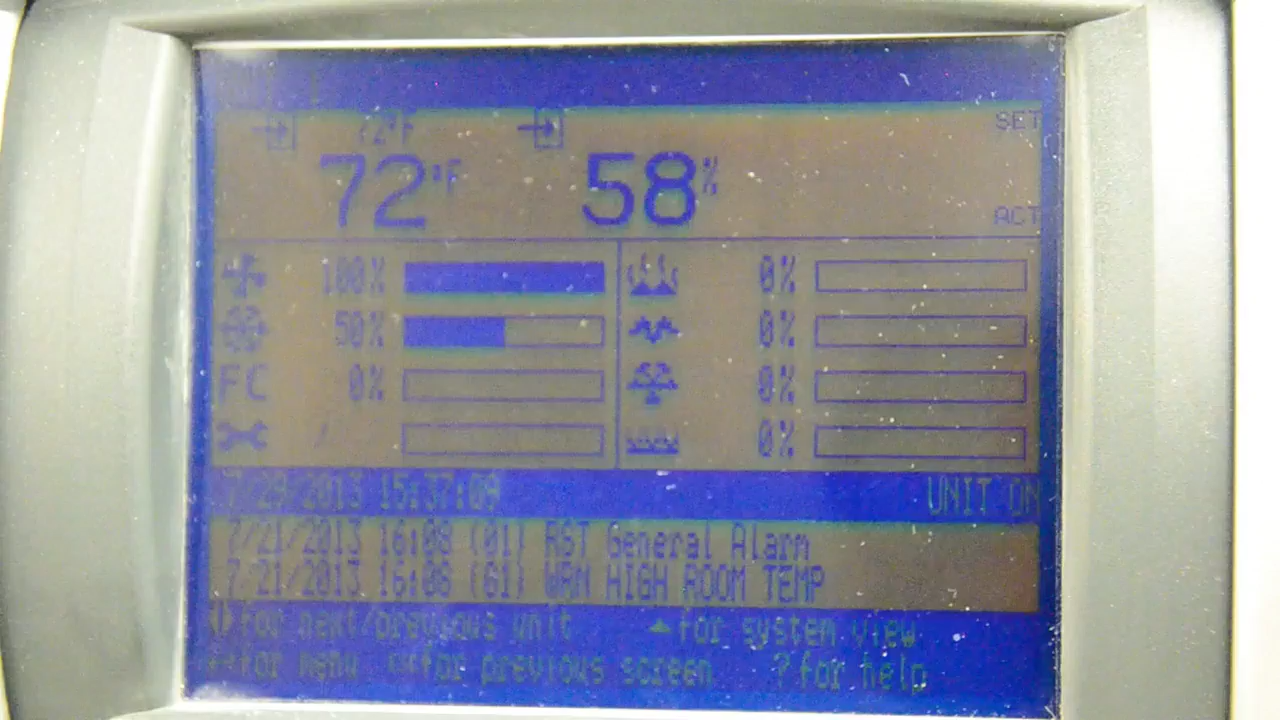 72°F SET
72°F 58% ACT
100% 0%
50% 0%
FC 0% 0%
0%
7/29/2013 15:37:09 UNIT ON
7/21/2013 16:08 (01) RST General Alarm
7/21/2013 16:06 (61) WRN HIGH ROOM TEMP
for next/previous unit ▲for system view
for menu for previous screen ?for help